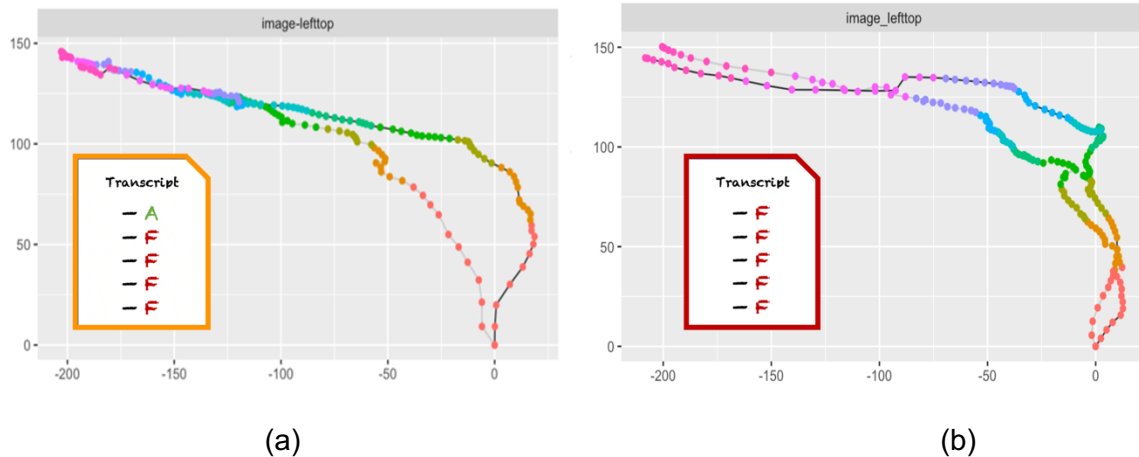 image-lefttop
150
100
50
0
-200
-150
-100
-50
0
Transcript
– A
– F
– F
– F
– F
(a)
image_lefttop
150
100
50
0
-200
-150
-100
-50
0
Transcript
– F
– F
– F
– F
– F
(b)